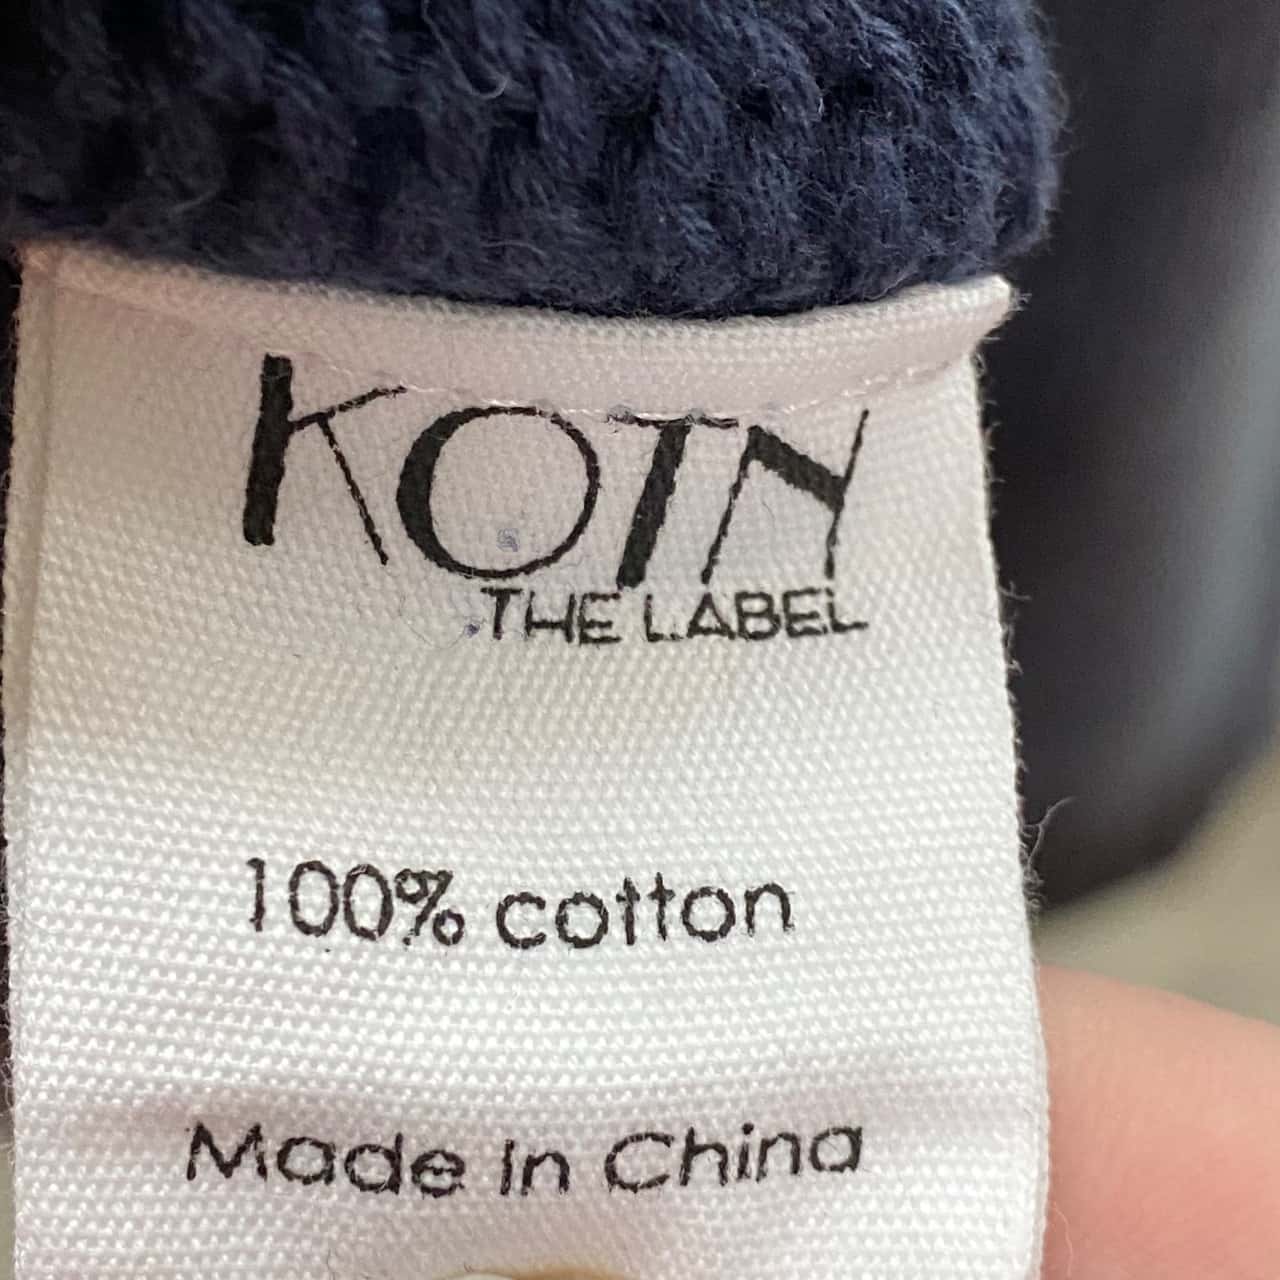 KOTN
THE LABEL
100% cotton
Made In China